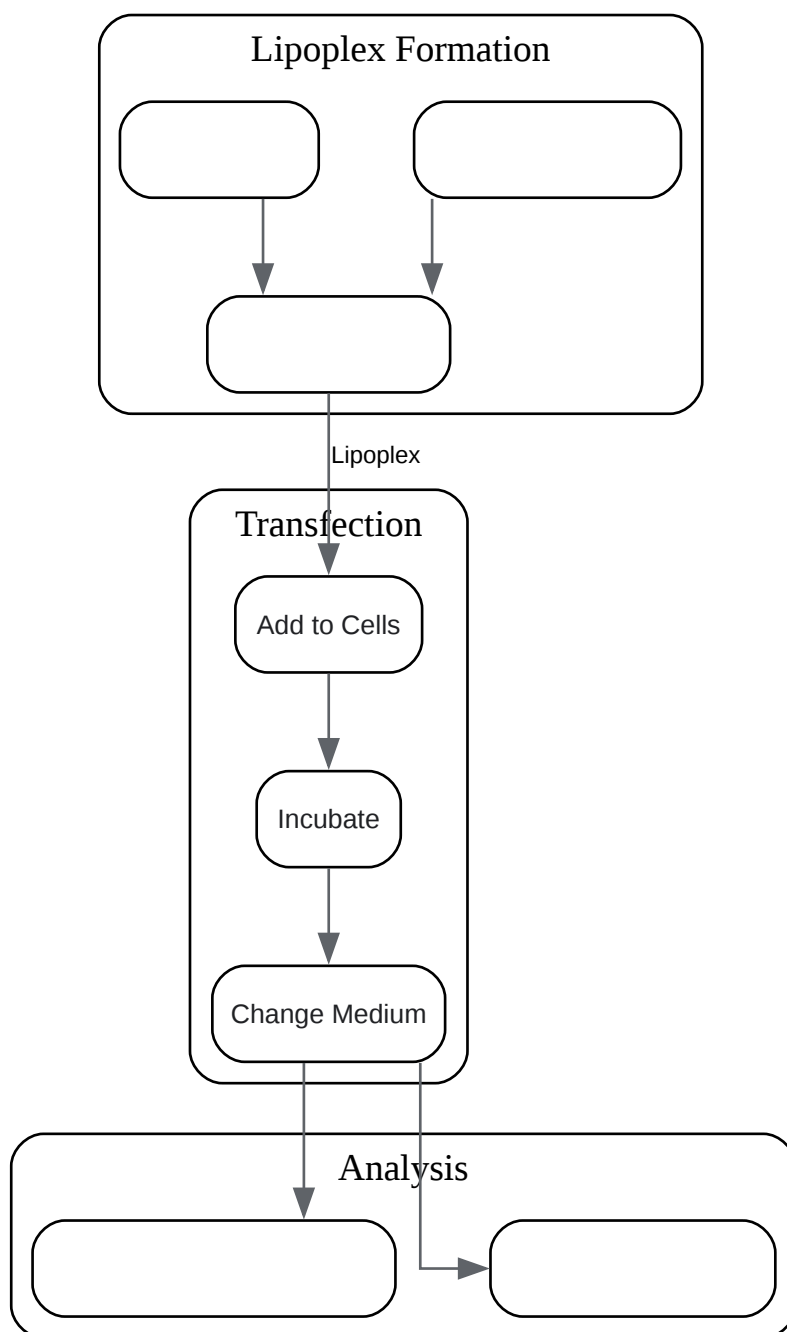 Lipoplex Formation
Lipoplex
Transfection
Add to Cells
Incubate
Change Medium
Analysis